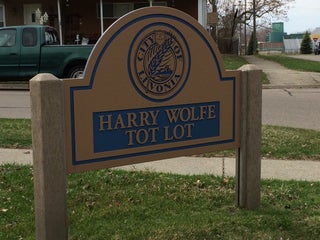 CITY OF
LIVONIA
HARRY WOLFE
TOT LOT